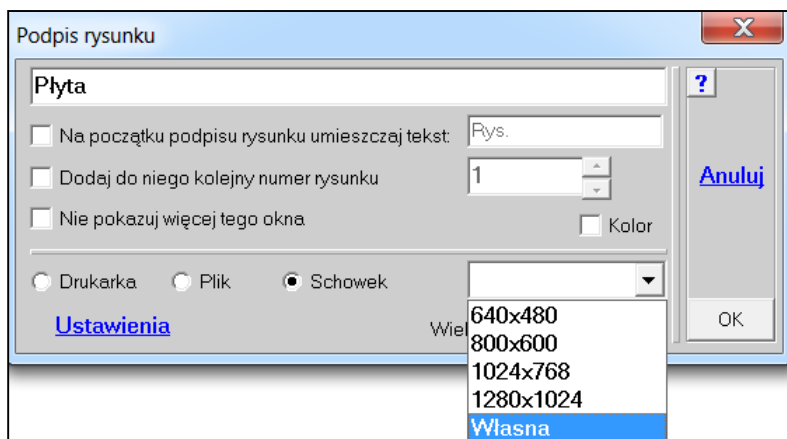 Podpis rysunku
Płyta
?
Na początku podpisu rysunku umieszczaj tekst: Rys.
Dodaj do niego kolejny numer rysunku 1
Anuluj
Nie pokazuj więcej tego okna Kolor
Drukarka Plik Schowek
Ustawienia OK
640x480
800x600
1024x768
1280x1024
Własna